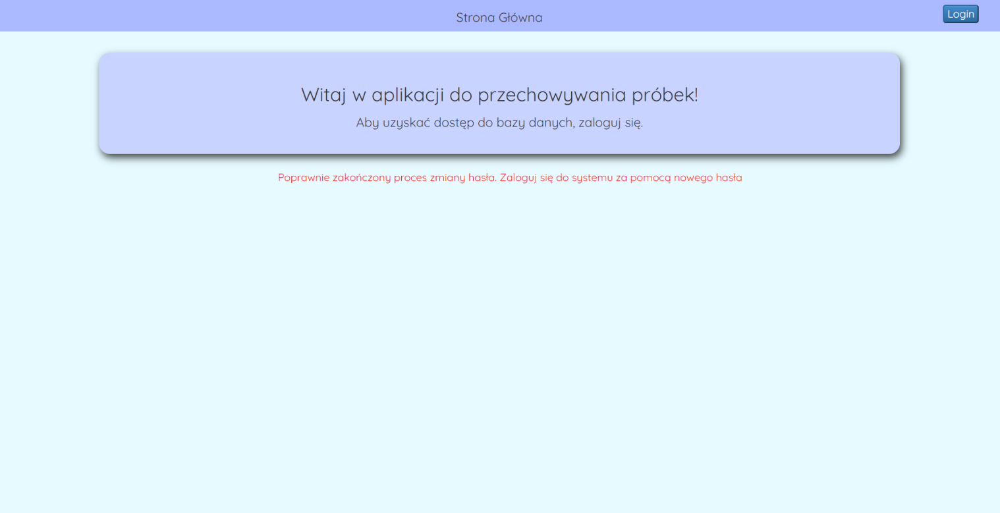 Strona Główna
Login
Witaj w aplikacji do przechowywania próbek!
Aby uzyskać dostęp do bazy danych, zaloguj się.
Poprawnie zakończony proces zmiany hasła. Zaloguj się do systemu za pomocą nowego hasła